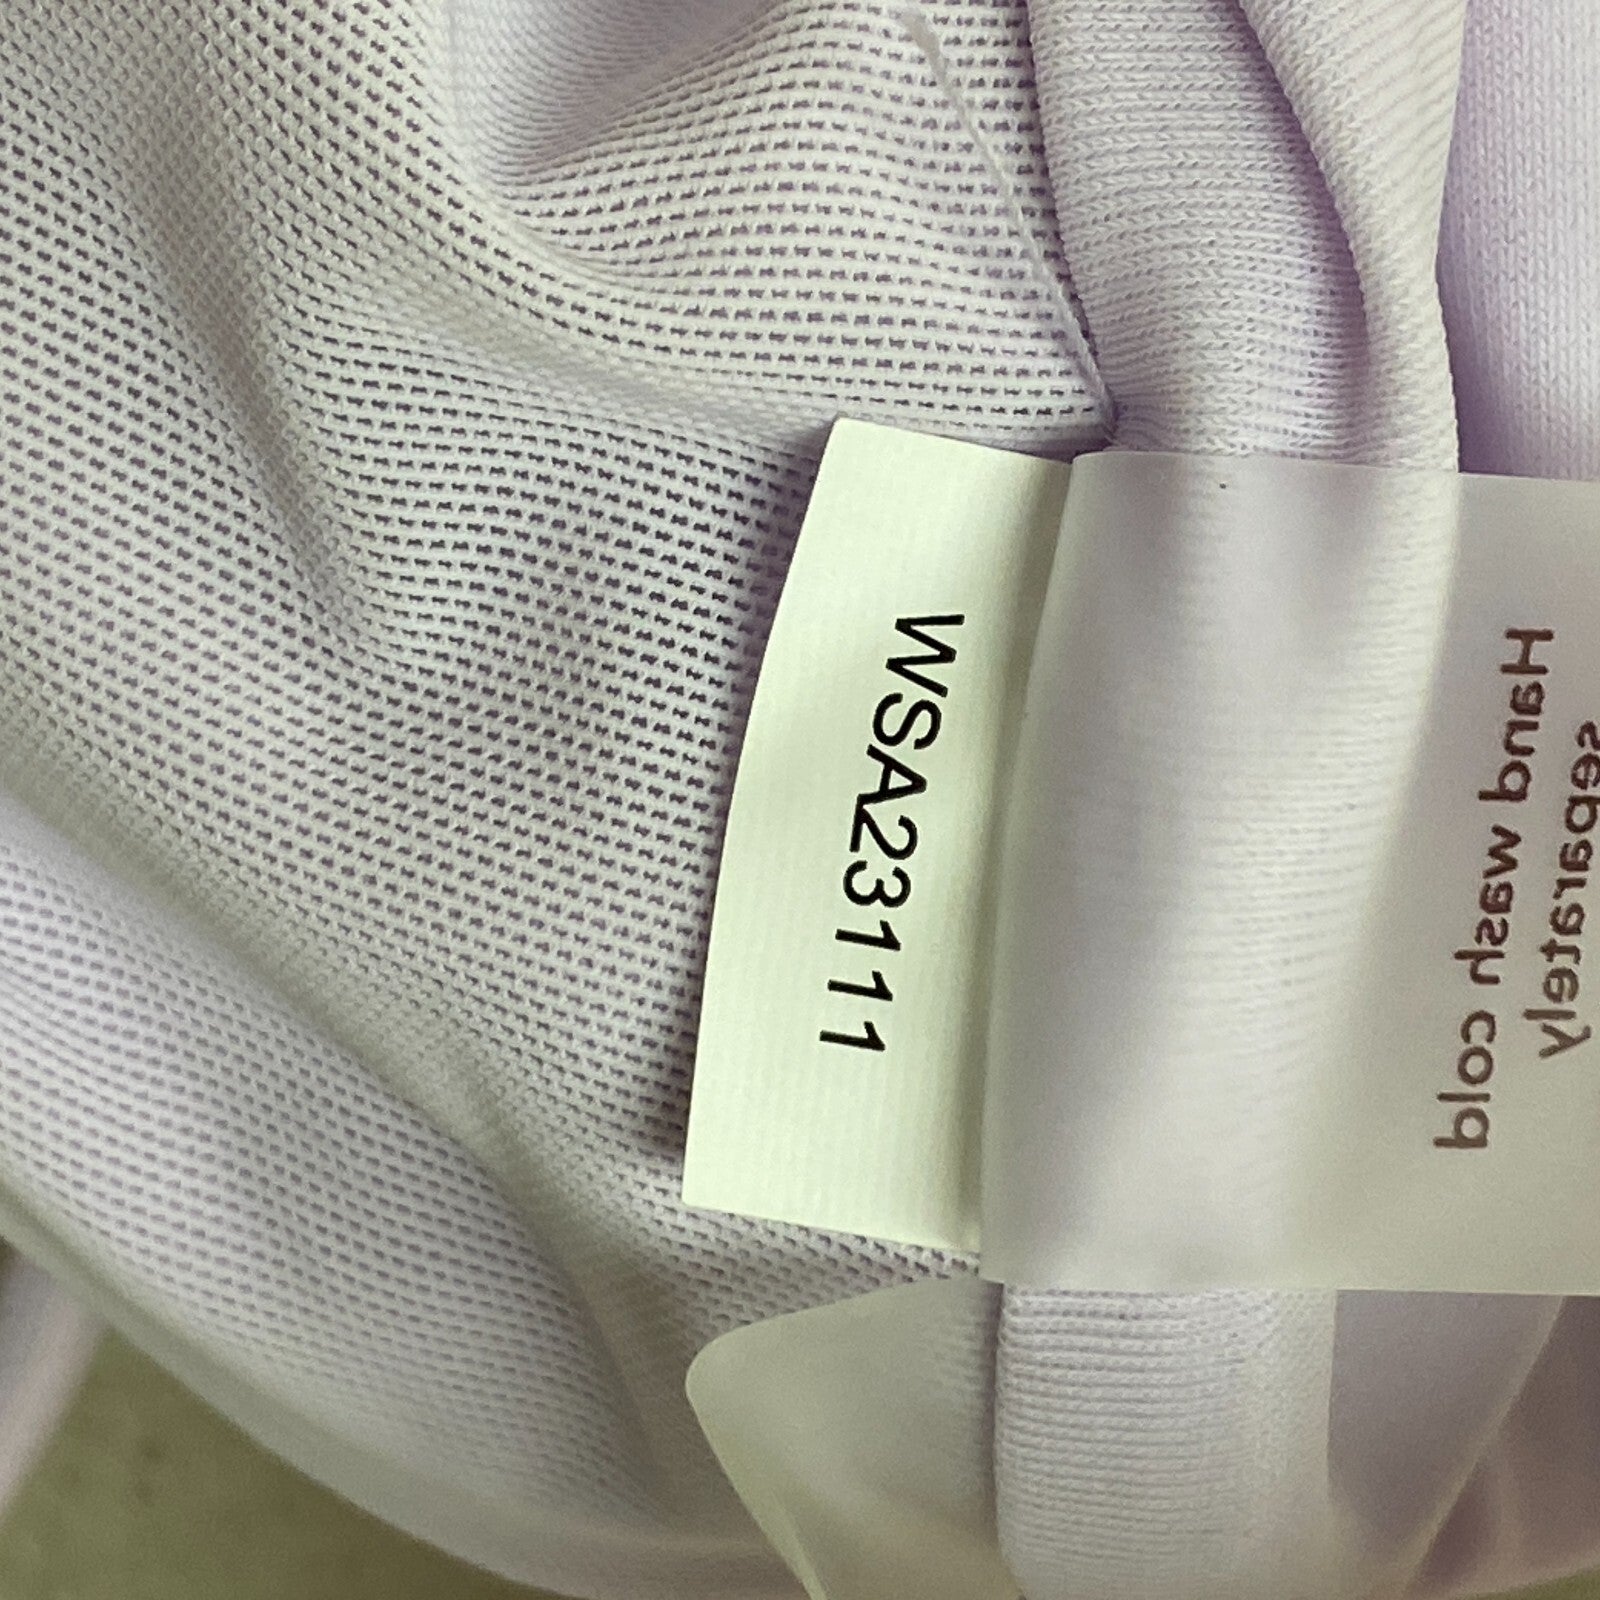 WSA23111
Hand wash cold
separately